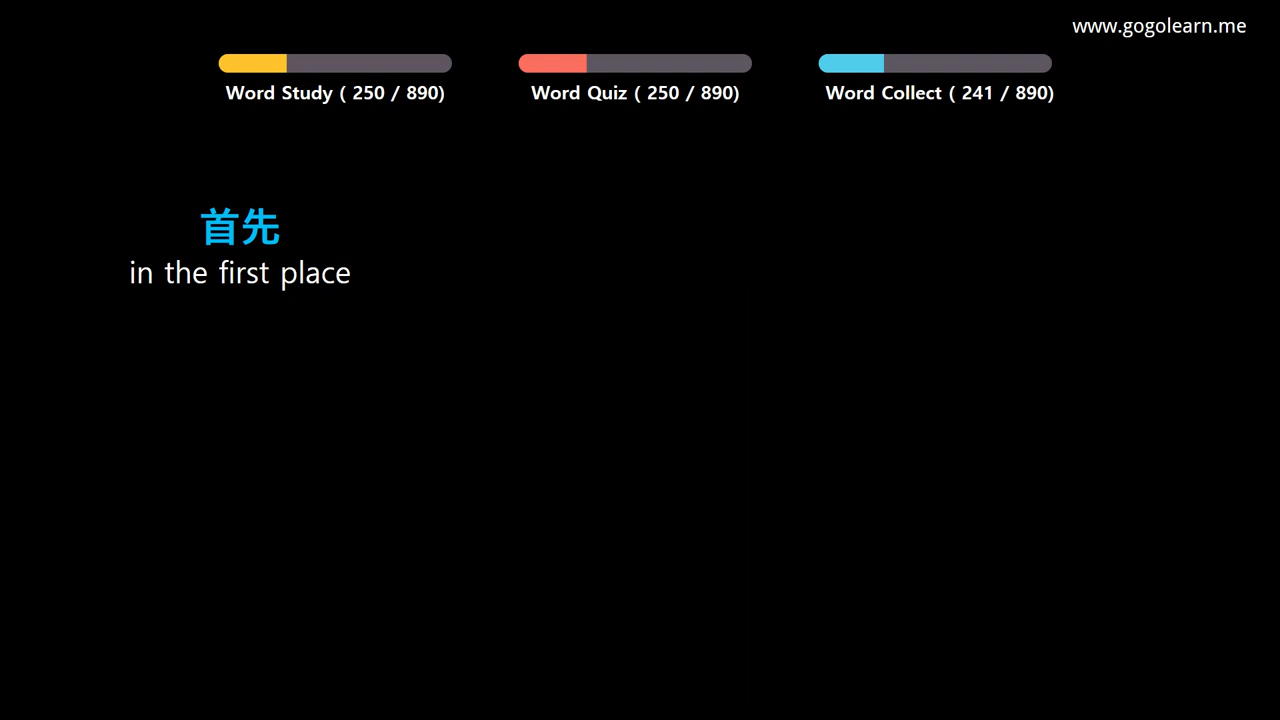 www.gogolearn.me
Word Study ( 250 / 890)
Word Quiz ( 250 / 890)
Word Collect ( 241 / 890)
首先
in the first place